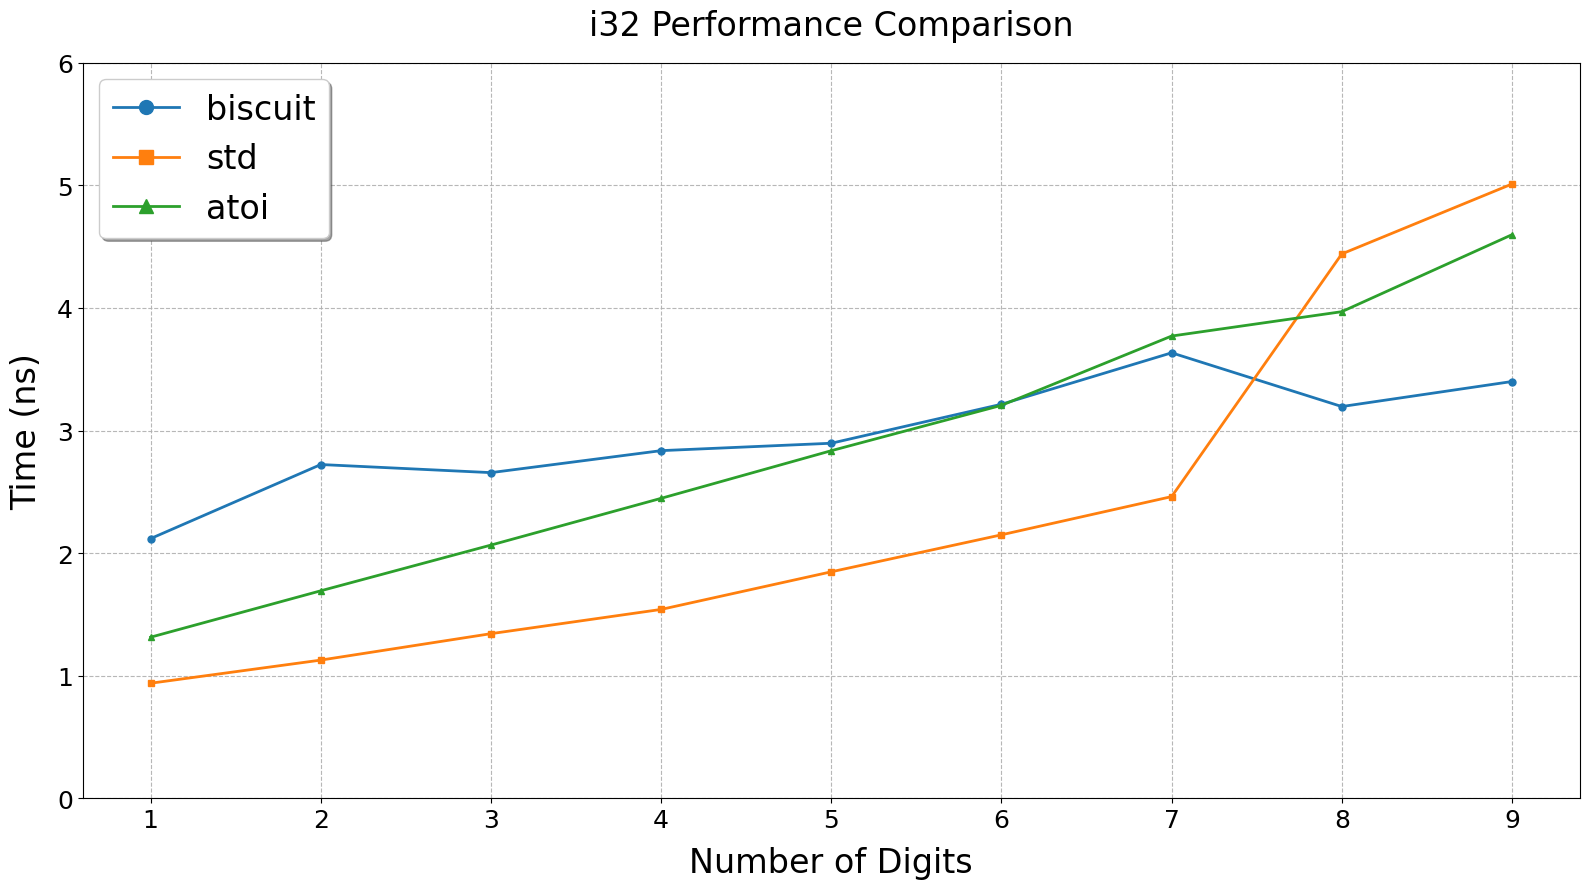 i32 Performance Comparison
biscuit
std
atoi
Time (ns)
6
5
4
3
2
1
0
1 2 3 4 5 6 7 8 9
Number of Digits